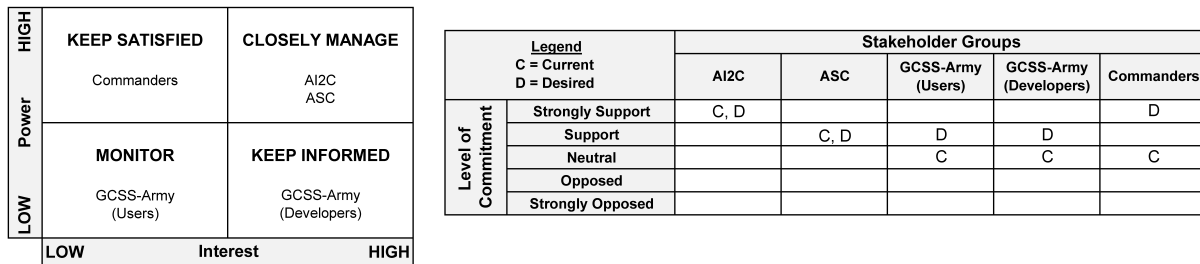 HIGH
Power
LOW
KEEP SATISFIED
Commanders
CLOSELY MANAGE
AI2C
ASC
MONITOR
GCSS-Army
(Users)
KEEP INFORMED
GCSS-Army
(Developers)
LOW Interest HIGH
Legend
C = Current
D = Desired
Stakeholder Groups
AI2C ASC GCSS-Army (Users) GCSS-Army (Developers) Commanders
Level of
Commitment
Strongly Support C, D D
Support C, D D D
Neutral C C C
Opposed
Strongly Opposed